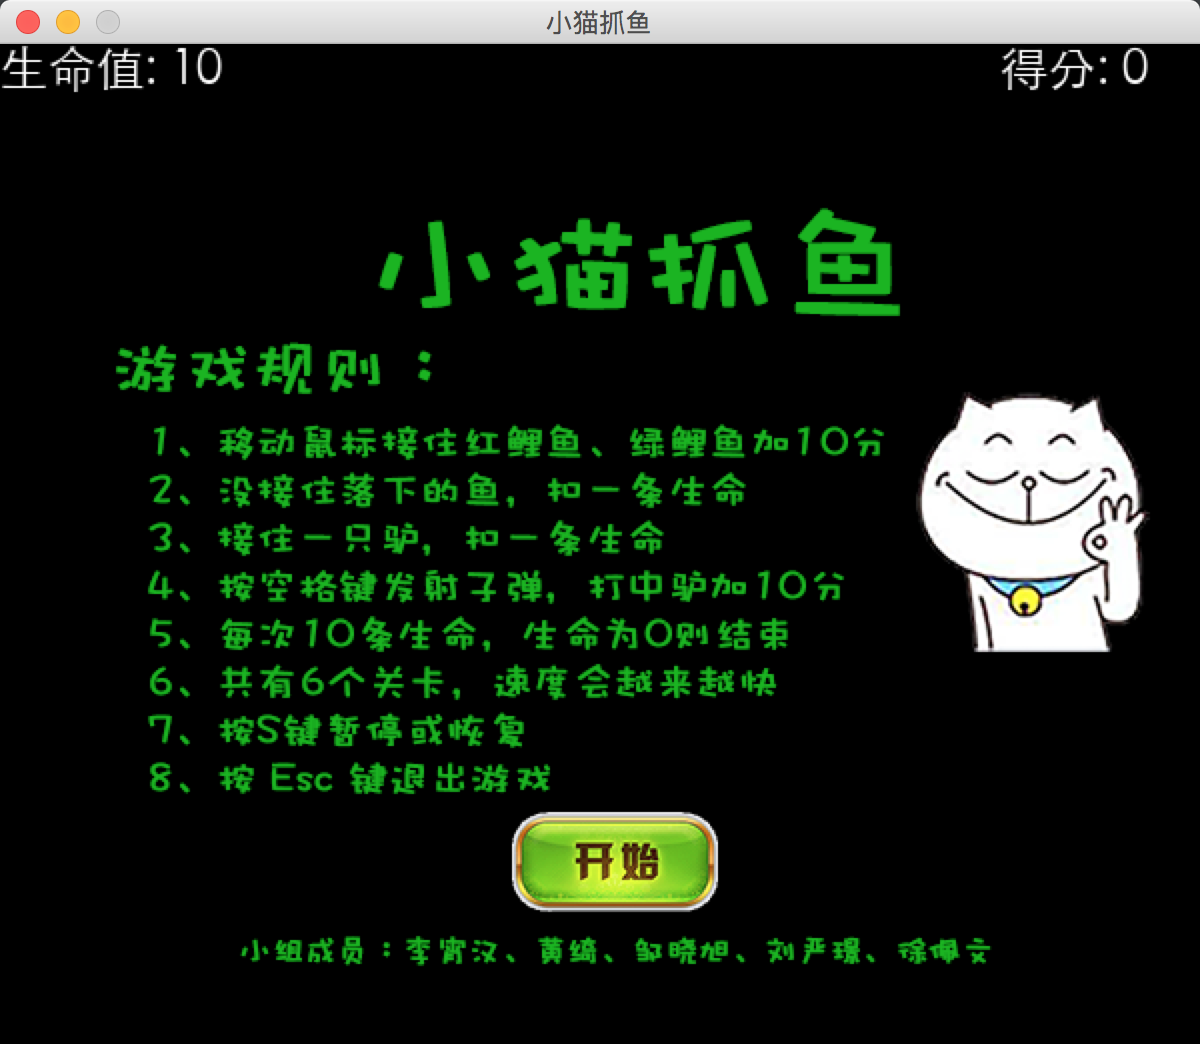 小猫抓鱼
生命值: 10
得分: 0
小猫抓鱼
游戏规则：
1、移动鼠标接住红鲤鱼、绿鲤鱼加10分
2、没接住落下的鱼，扣一条生命
3、接住一只驴，扣一条生命
4、按空格键发射子弹，打中驴加10分
5、每次10条生命，生命为0则结束
6、共有6个关卡，速度会越来越快
7、按S键暂停或恢复
8、按 Esc 键退出游戏
开始
小组成员：李宵汉、黄缟、邹晓旭、刘严璟、徐佩文